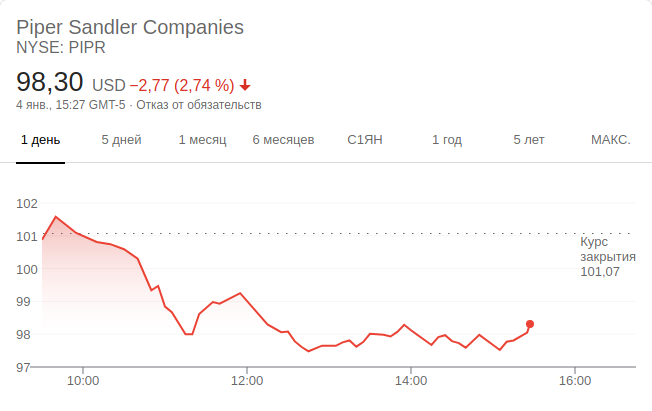 Piper Sandler Companies
NYSE: PIPR
98,30 USD −2,77 (2,74 %)
4 янв., 15:27 GMT-5 · Отказ от обязательств
1 день 5 дней 1 месяц 6 месяцев С1ЯН 1 год 5 лет МАКС.
102
101
100
99
98
97
Курс
закрытия
101,07
10:00 12:00 14:00 16:00